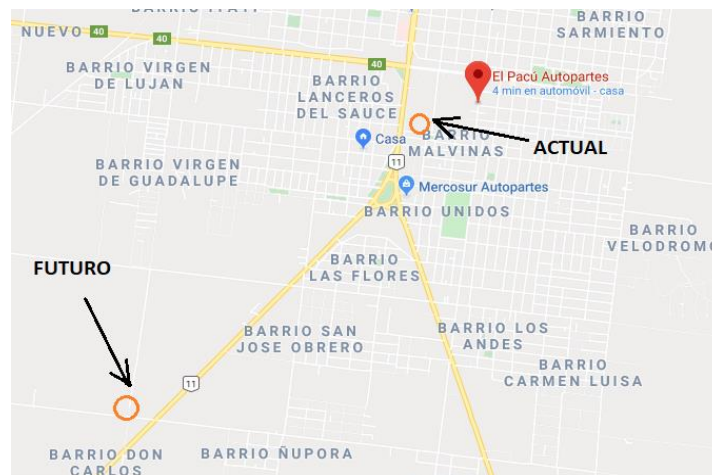 BARRIO ITATI
NUEVO
40
40
BARRIO
SARMIENTO
BARRIO VIRGEN
DE LUJAN
40
BARRIO
LANCEROS
DEL SAUCE
El Pacú Autopartes
4 min en automóvil - casa
Casa
BARRIO
MALVINAS
ACTUAL
11
BARRIO VIRGEN
DE GUADALUPE
Mercosur Autopartes
BARRIO UNIDOS
BARRIO
VELODROMO
FUTURO
BARRIO
LAS FLORES
BARRIO SAN
JOSE OBRERO
BARRIO LOS
ANDES
11
BARRIO
CARMEN LUISA
BARRIO DON
CARLOS
BARRIO ÑUPORA